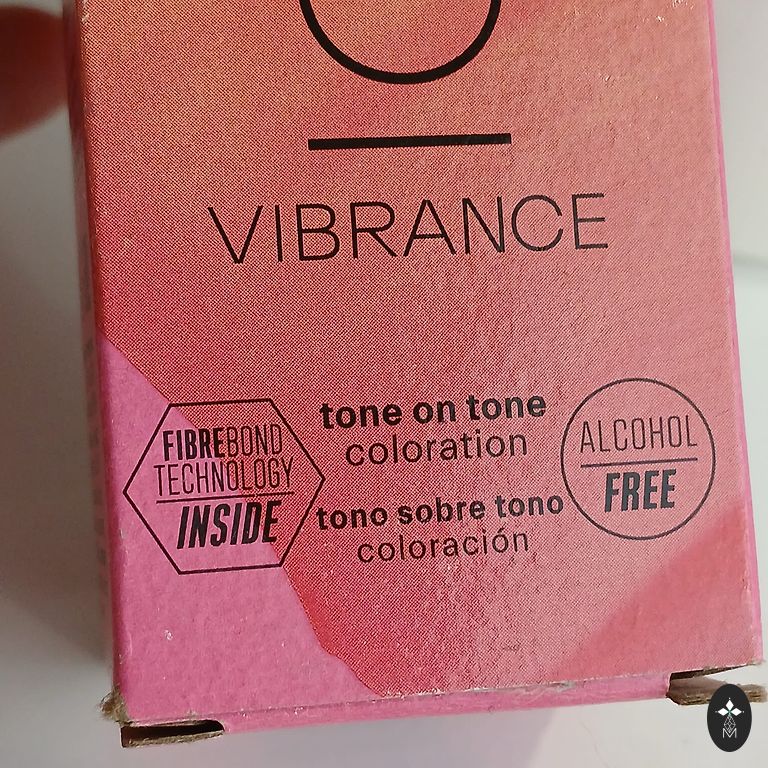 VIBRANCE
FIBREBOND
TECHNOLOGY
INSIDE
tone on tone
coloration
tono sobre tono
coloración
ALCOHOL
FREE